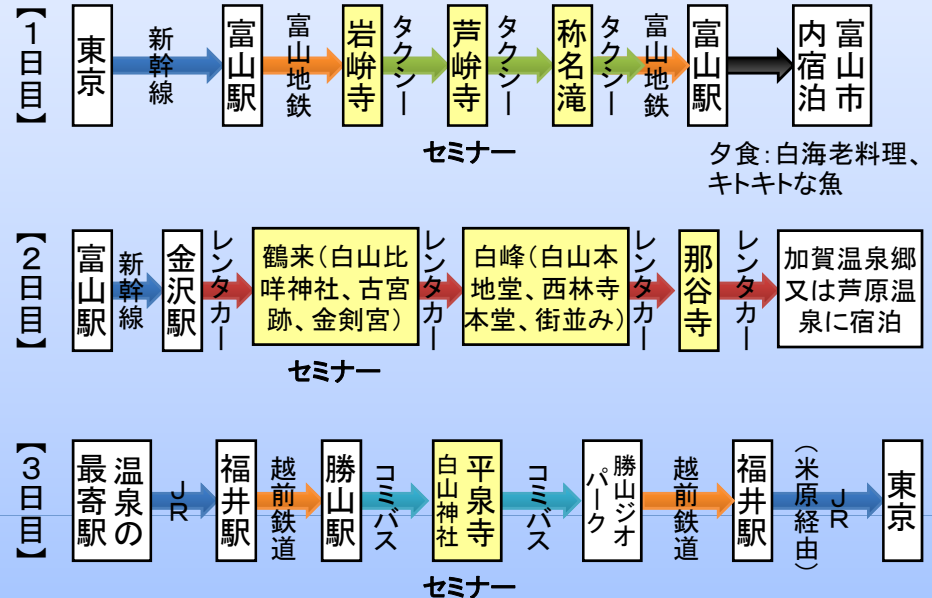 【1日目】
東京
新幹線
富山駅
富山地鉄
岩峅寺
タクシー
芦峅寺
タクシー
称名滝
タクシー
富山地鉄
富山駅
富山市
内宿泊
セミナー
夕食：白海老料理、
キトキトな魚
【2日目】
富山駅
新幹線
金沢駅
レンタカー
鶴来（白山比
咩神社、古宮
跡、金剣宮）
レンタカー
白峰（白山本
地堂、西林寺
本堂、街並み）
レンタカー
那谷寺
レンタカー
加賀温泉郷
又は芦原温
泉に宿泊
セミナー
【3日目】
温泉の
最寄駅
JR
福井駅
越前鉄道
勝山駅
コミバス
平泉寺
白山神社
コミバス
勝山ジオ
パーク
越前鉄道
福井駅
JR
（米原経由）
東京
セミナー